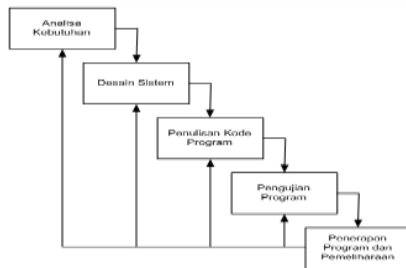 Analisa
Kebutuhan
Desain Sistem
Penulisan Kode
Program
Pengujian
Program
Penerapan
Program dan
Pemeliharaan